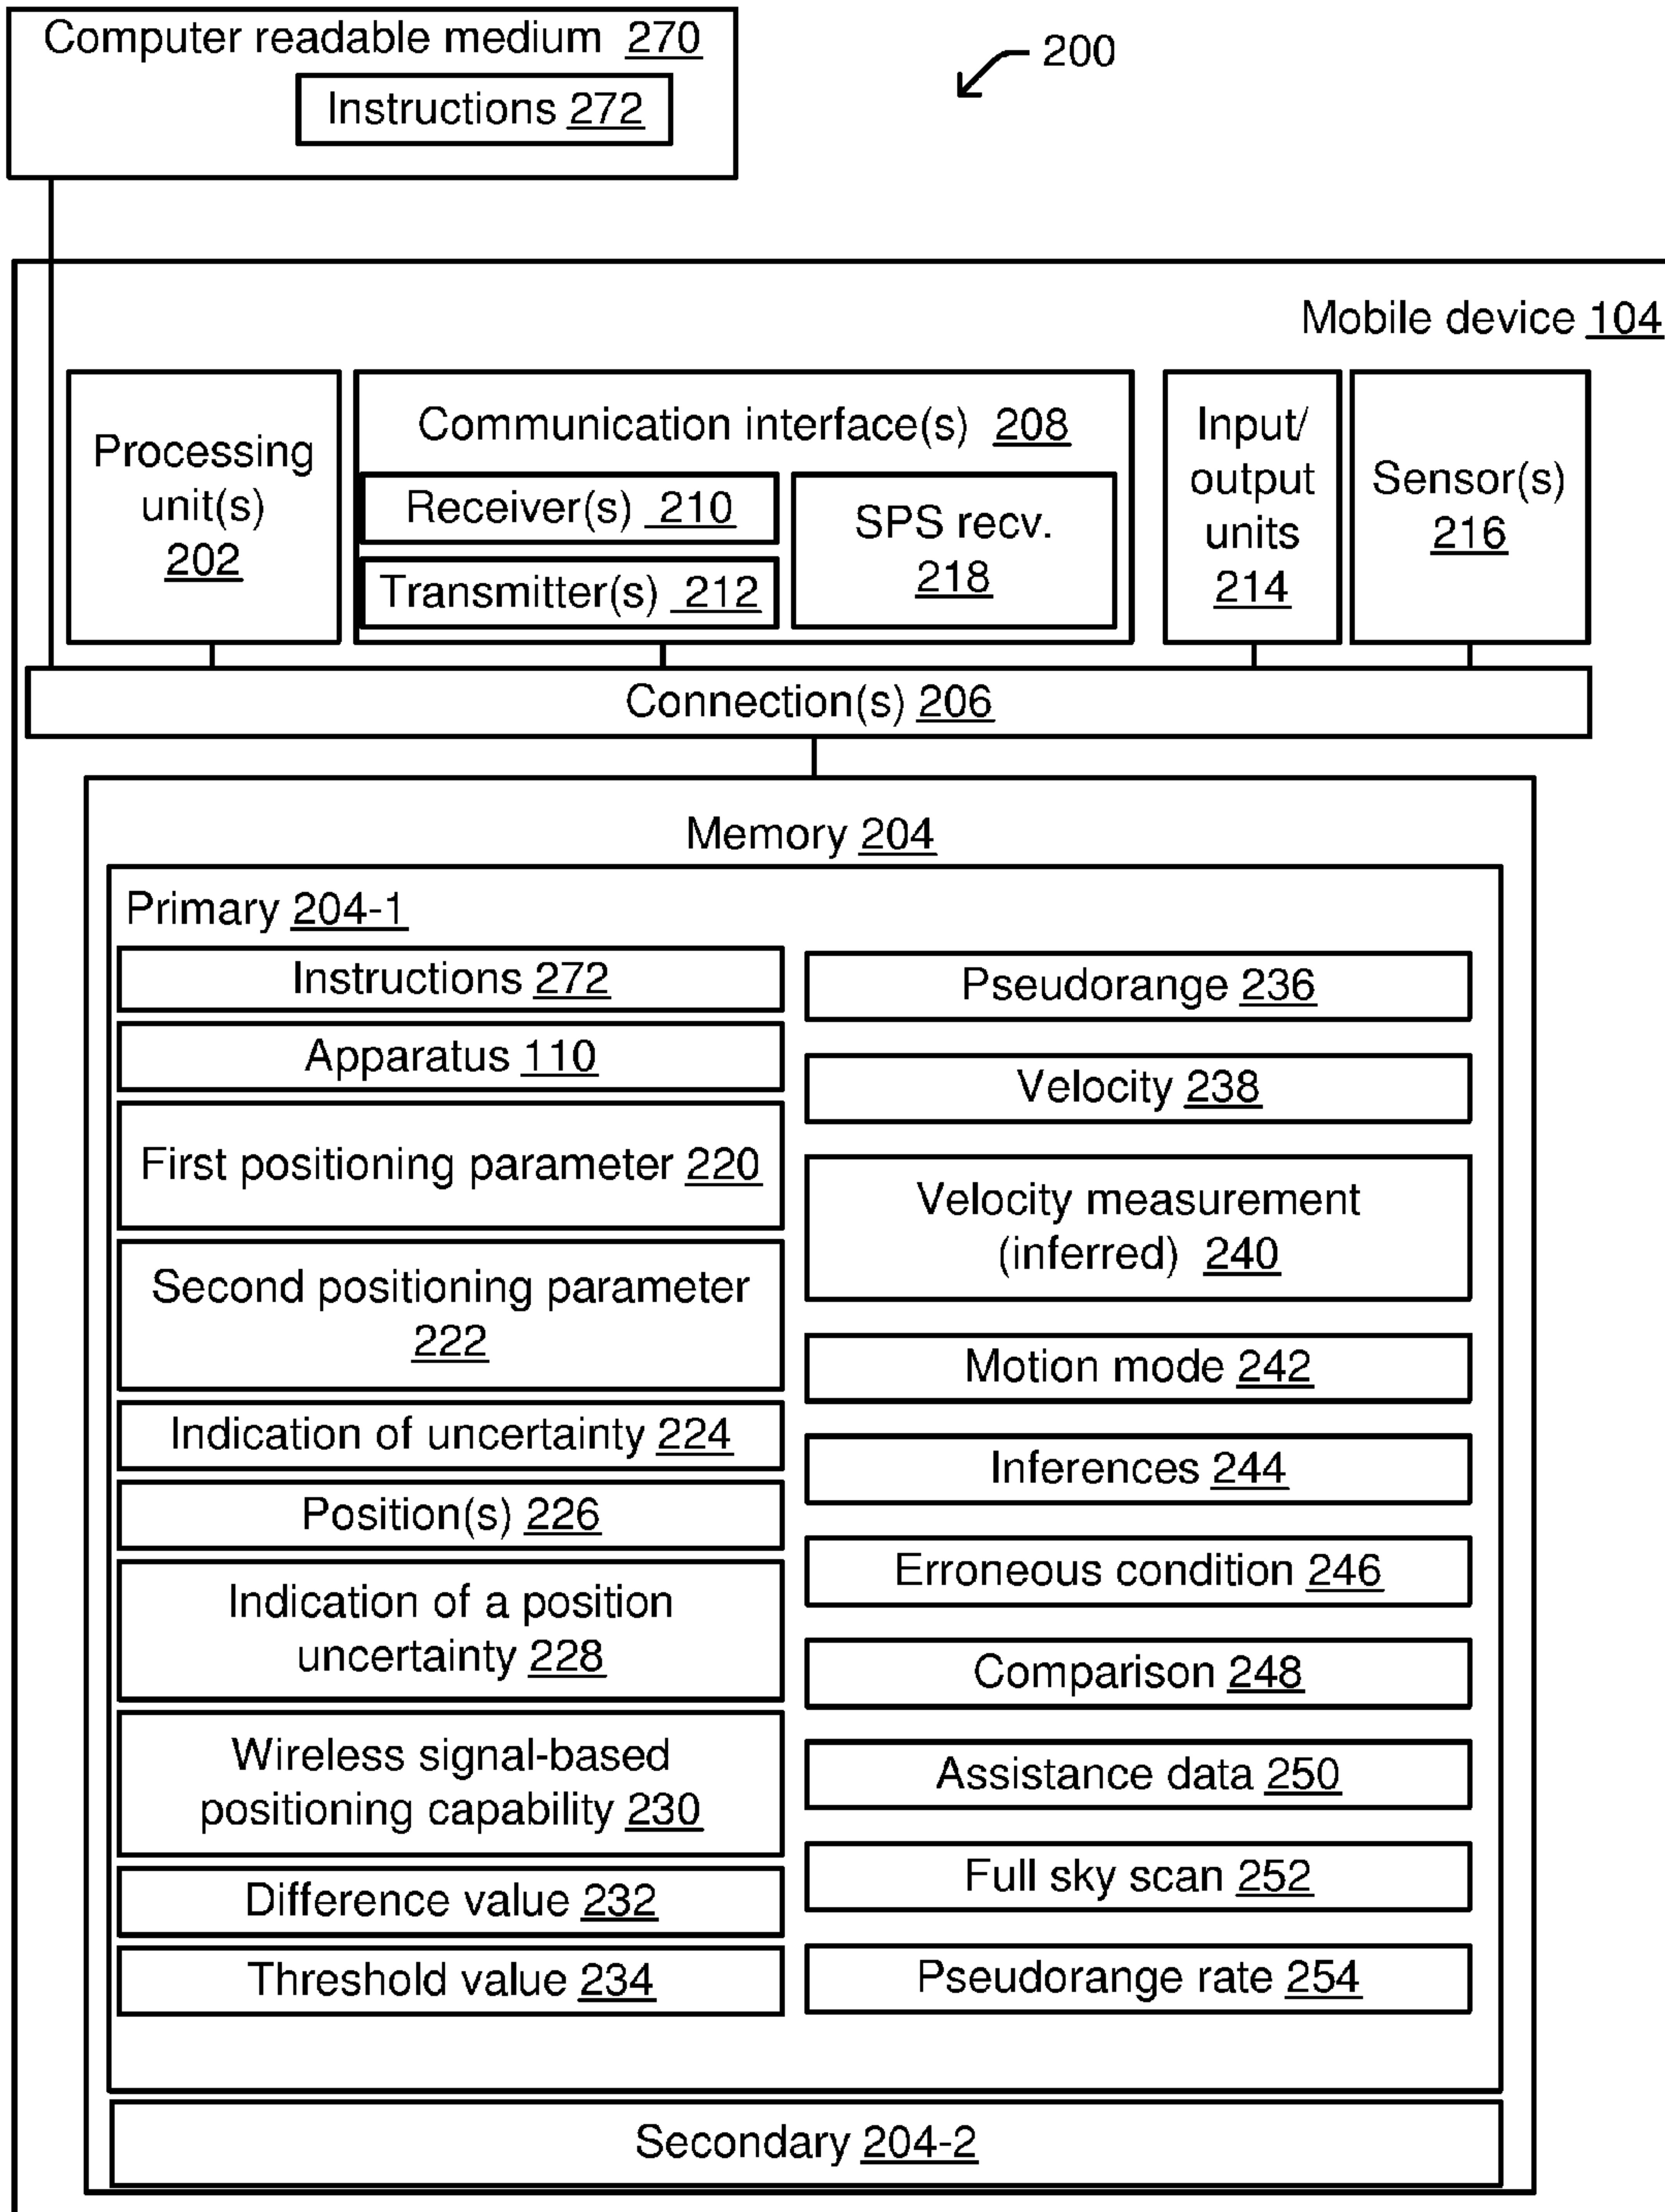 Computer readable medium 270
Instructions 272
200
Mobile device 104
Processing
unit(s)
202
Communication interface(s) 208
Receiver(s) 210
Transmitter(s) 212
SPS recv.
218
Input/
output
units
214
Sensor(s)
216
Connection(s) 206
Memory 204
Primary 204-1
Instructions 272
Apparatus 110
First positioning parameter 220
Second positioning parameter
222
Indication of uncertainty 224
Position(s) 226
Indication of a position
uncertainty 228
Wireless signal-based
positioning capability 230
Difference value 232
Threshold value 234
Pseudorange 236
Velocity 238
Velocity measurement
(inferred) 240
Motion mode 242
Inferences 244
Erroneous condition 246
Comparison 248
Assistance data 250
Full sky scan 252
Pseudorange rate 254
Secondary 204-2